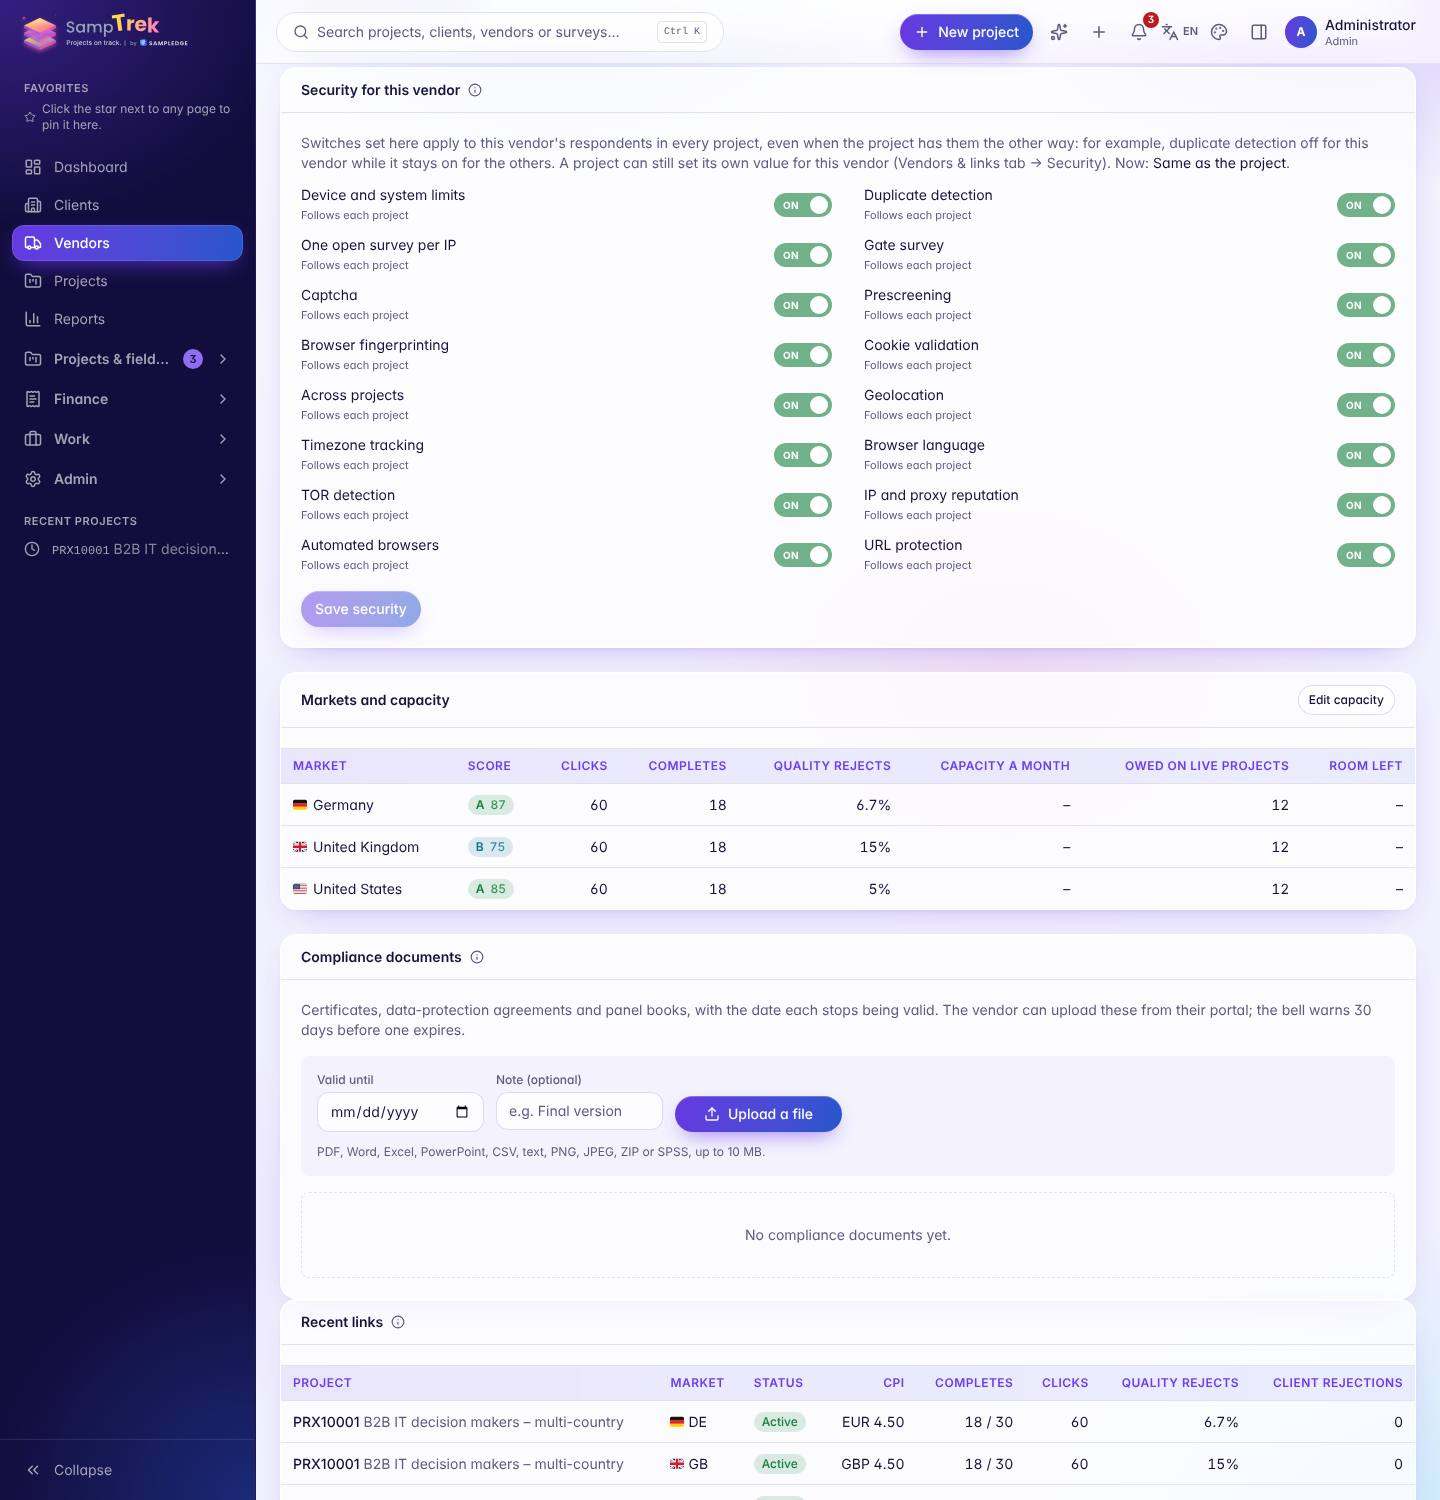 SampTrek
Projects on track. | by SAMPLEDGE
Search projects, clients, vendors or surveys...
Ctrl K
New project
3
EN
A
Administrator
Admin
FAVORITES
Click the star next to any page to
pin it here.
Dashboard
Clients
Vendors
Projects
Reports
Projects & field... 3
Finance
Work
Admin
RECENT PROJECTS
PRX10001 B2B IT decision...
Collapse
Security for this vendor
Switches set here apply to this vendor's respondents in every project, even when the project has them the other way: for example, duplicate detection off for this
vendor while it stays on for the others. A project can still set its own value for this vendor (Vendors & links tab → Security). Now: Same as the project.
Device and system limits
Follows each project
ON
Duplicate detection
Follows each project
ON
One open survey per IP
Follows each project
ON
Gate survey
Follows each project
ON
Captcha
Follows each project
ON
Prescreening
Follows each project
ON
Browser fingerprinting
Follows each project
ON
Cookie validation
Follows each project
ON
Across projects
Follows each project
ON
Geolocation
Follows each project
ON
Timezone tracking
Follows each project
ON
Browser language
Follows each project
ON
TOR detection
Follows each project
ON
IP and proxy reputation
Follows each project
ON
Automated browsers
Follows each project
ON
URL protection
Follows each project
ON
Save security
Markets and capacity
Edit capacity
MARKET SCORE CLICKS COMPLETES QUALITY REJECTS CAPACITY A MONTH OWED ON LIVE PROJECTS ROOM LEFT
Germany A 87 60 18 6.7% – 12 –
United Kingdom B 75 60 18 15% – 12 –
United States A 85 60 18 5% – 12 –
Compliance documents
Certificates, data-protection agreements and panel books, with the date each stops being valid. The vendor can upload these from their portal; the bell warns 30
days before one expires.
Valid until
mm/dd/yyyy
Note (optional)
e.g. Final version
Upload a file
PDF, Word, Excel, PowerPoint, CSV, text, PNG, JPEG, ZIP or SPSS, up to 10 MB.
No compliance documents yet.
Recent links
PROJECT MARKET STATUS CPI COMPLETES CLICKS QUALITY REJECTS CLIENT REJECTIONS
PRX10001 B2B IT decision makers – multi-country DE Active EUR 4.50 18 / 30 60 6.7% 0
PRX10001 B2B IT decision makers – multi-country GB Active GBP 4.50 18 / 30 60 15% 0